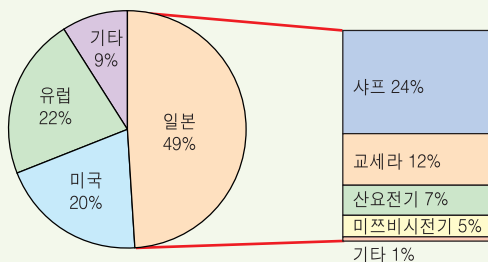 기타
9%
유럽
22%
미국
20%
일본
49%
샤프 24%
교세라 12%
산요전기 7%
미쯔비시전기 5%
기타 1%